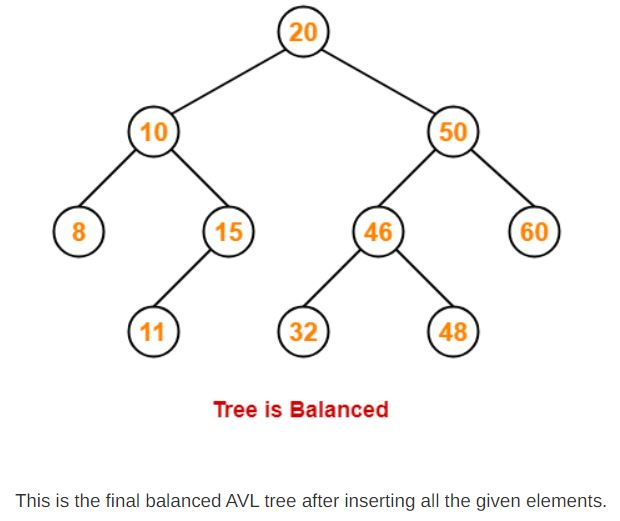 20
10 50
8 15 46 60
11 32 48
Tree is Balanced
This is the final balanced AVL tree after inserting all the given elements.